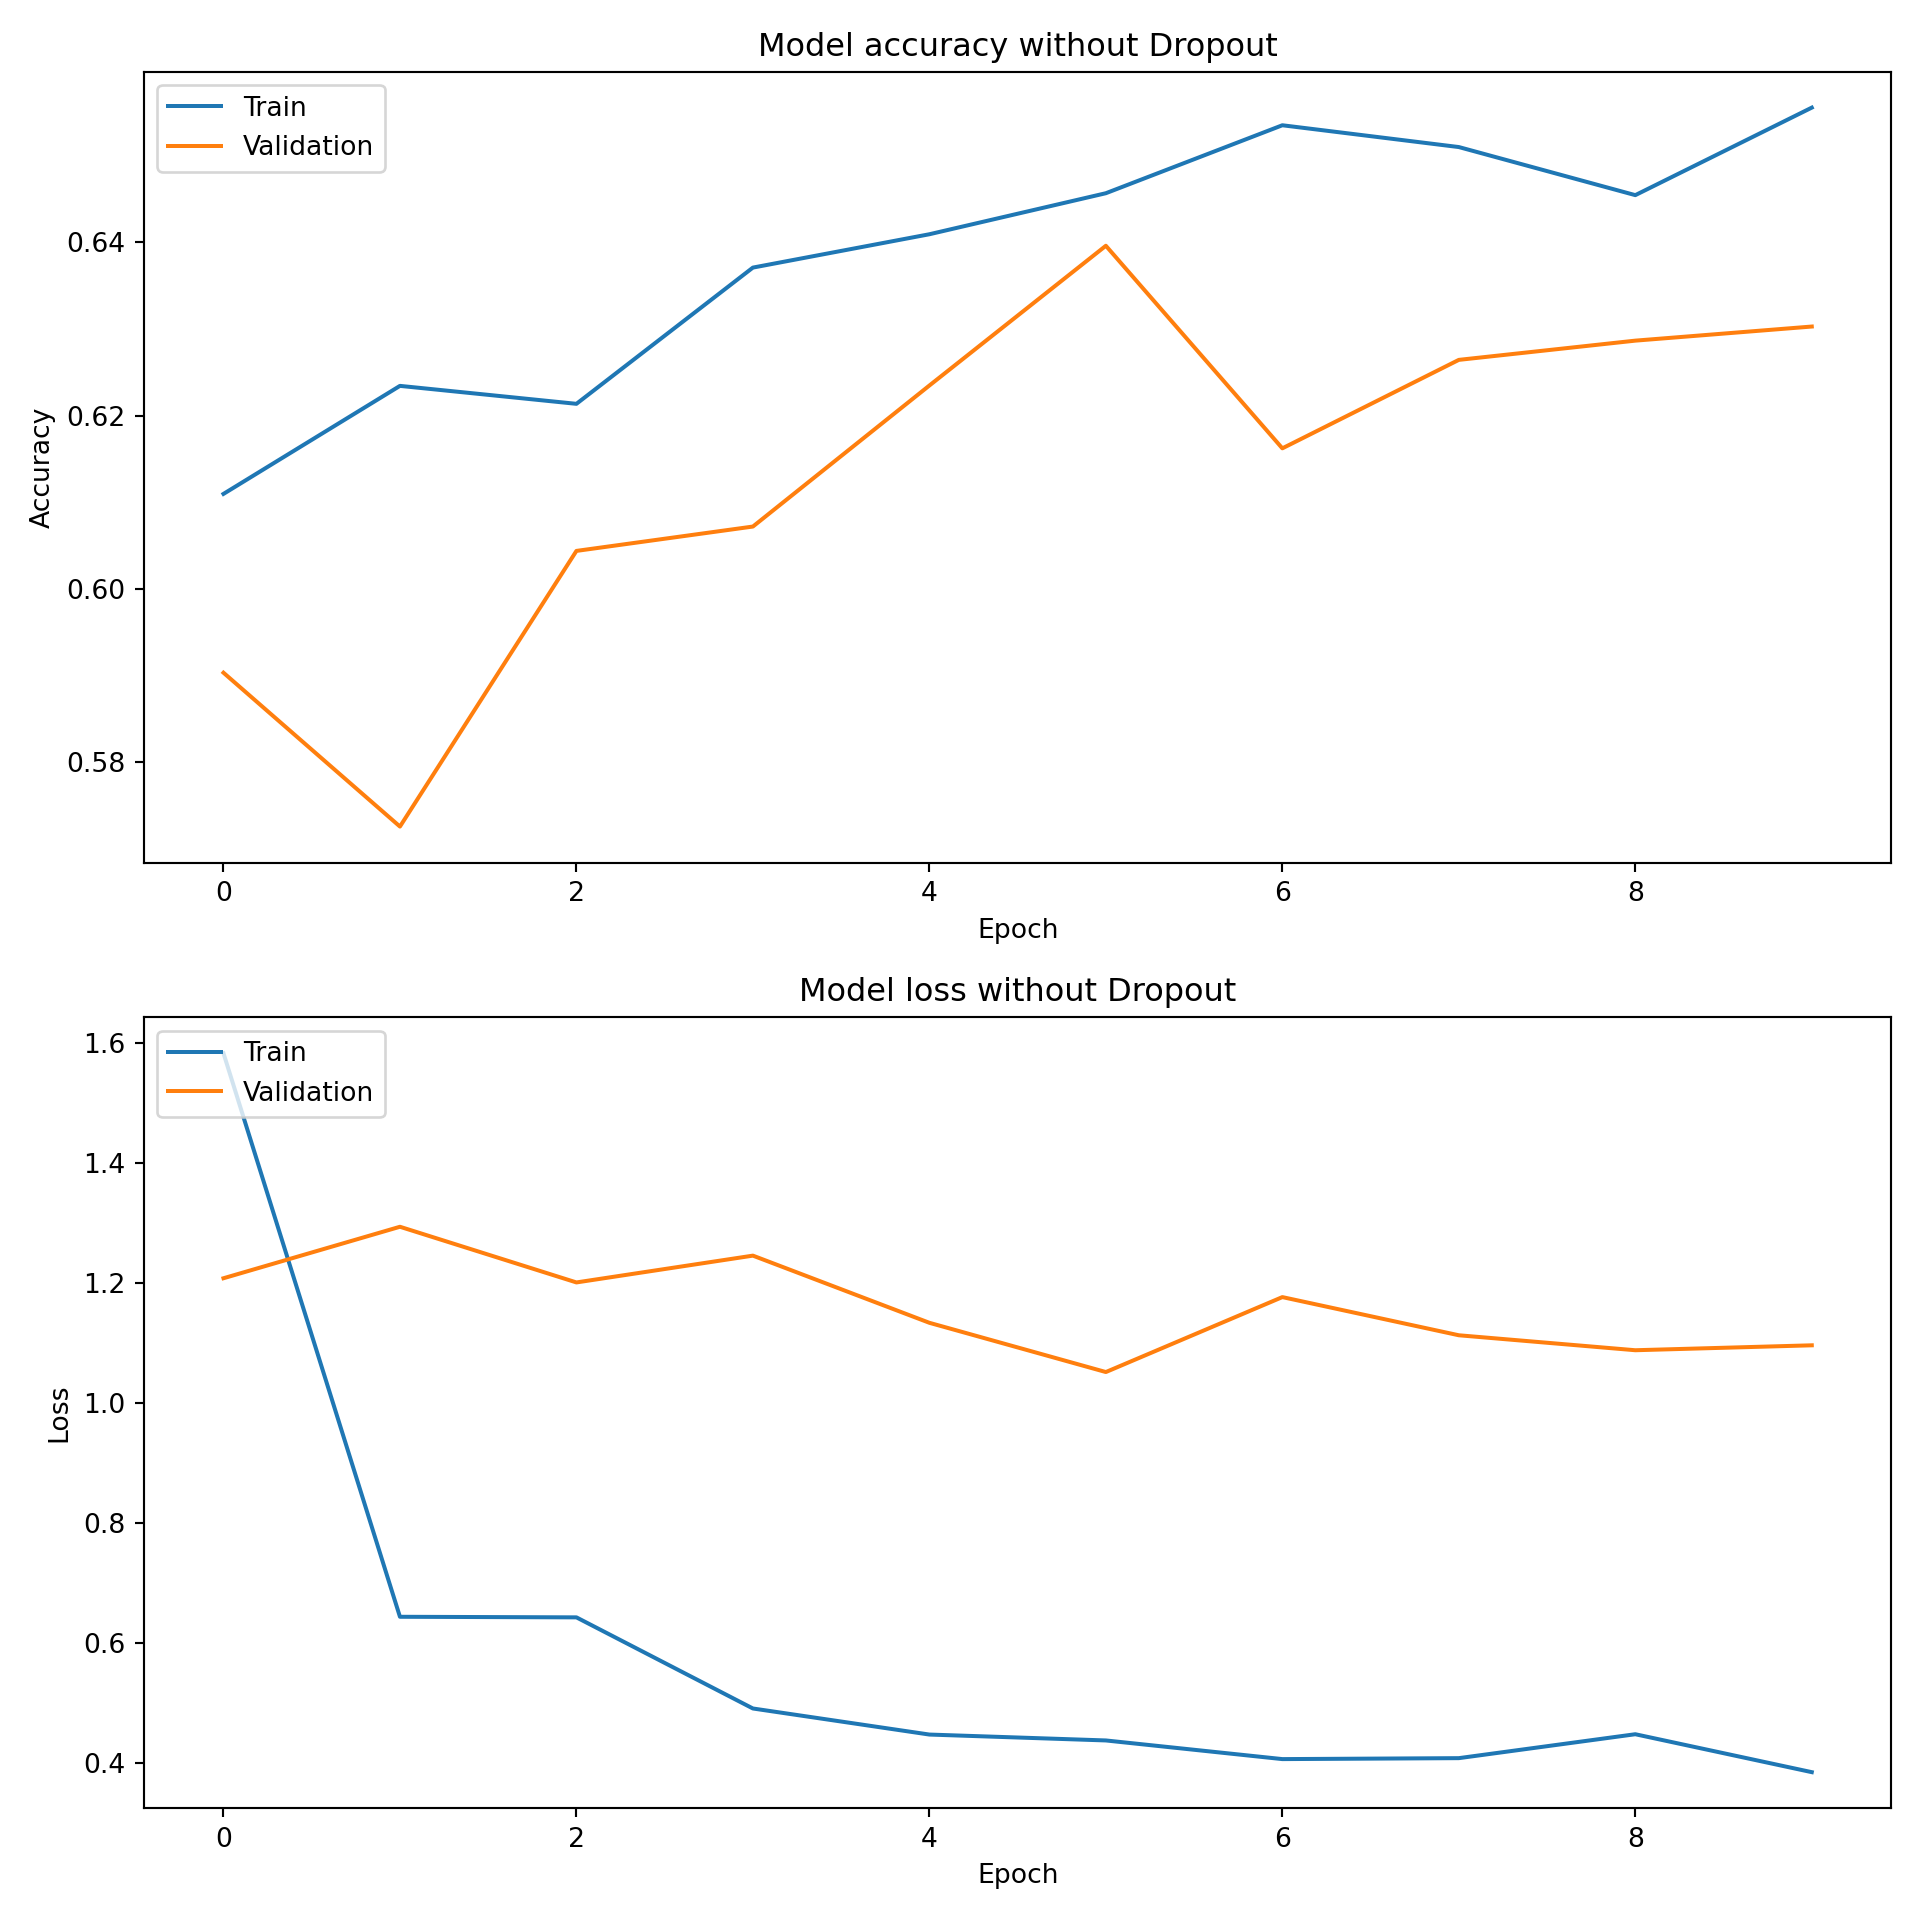 Model accuracy without Dropout
Train
Validation
0.64
0.62
0.60
0.58
Accuracy
0 2 4 6 8
Epoch
Model loss without Dropout
Train
Validation
1.6
1.4
1.2
1.0
0.8
0.6
0.4
Loss
0 2 4 6 8
Epoch